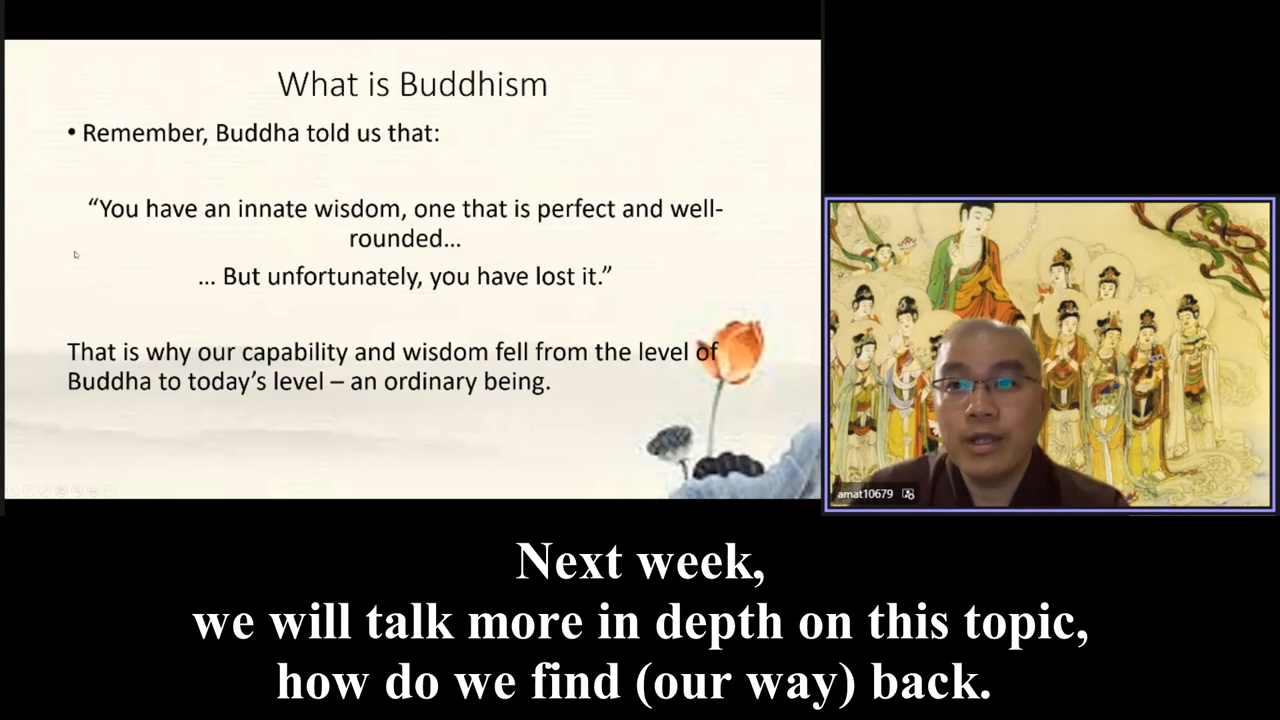 What is Buddhism
• Remember, Buddha told us that:
“You have an innate wisdom, one that is perfect and well-
rounded...
... But unfortunately, you have lost it.”
That is why our capability and wisdom fell from the level of
Buddha to today’s level – an ordinary being.
amat10679
Next week,
we will talk more in depth on this topic,
how do we find (our way) back.